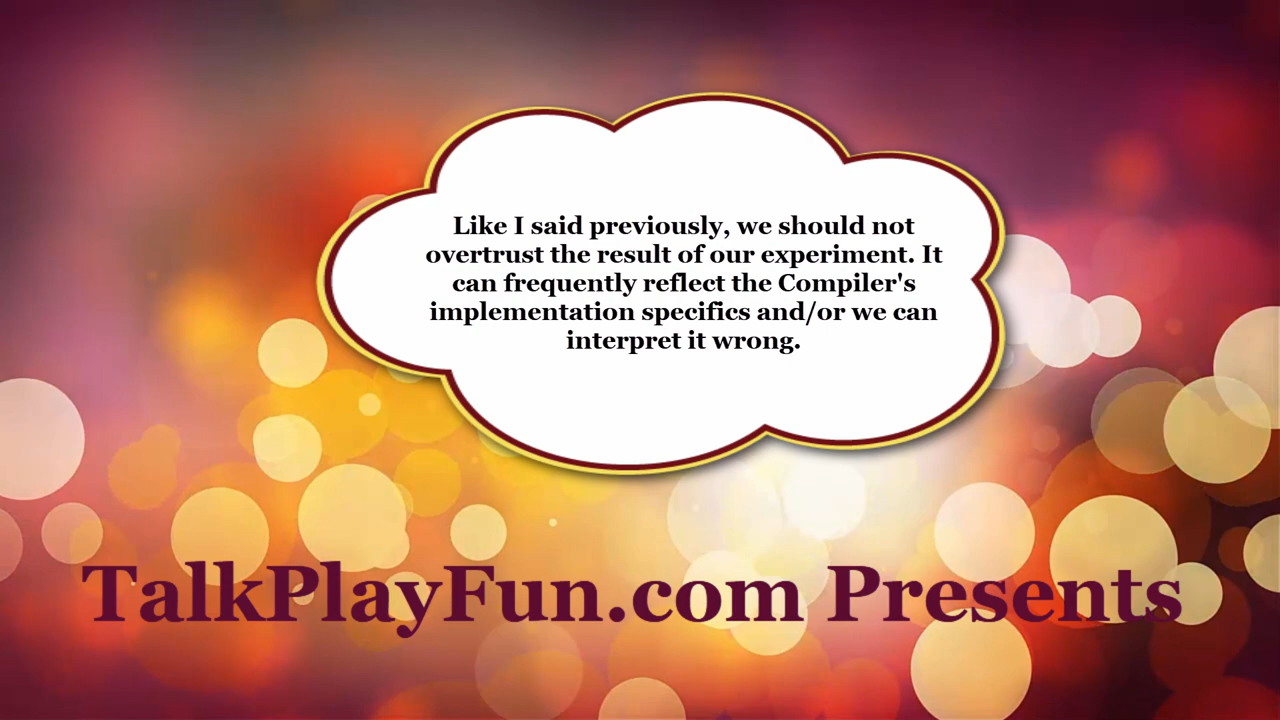 Like I said previously, we should not
overtrust the result of our experiment. It
can frequently reflect the Compiler's
implementation specifics and/or we can
interpret it wrong.
TalkPlayFun.com Presents